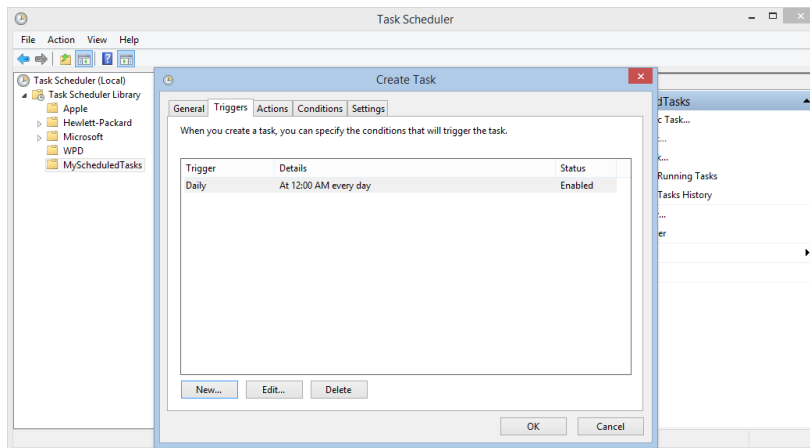 Task Scheduler
File Action View Help
Task Scheduler (Local)
Task Scheduler Library
Apple
Hewlett-Packard
Microsoft
WPD
MyScheduledTasks
Create Task
General Triggers Actions Conditions Settings
When you create a task, you can specify the conditions that will trigger the task.
Trigger Details Status
Daily At 12:00 AM every day Enabled
New... Edit... Delete
OK Cancel
dTasks
c Task...
...
k...
Running Tasks
Tasks History
...
er